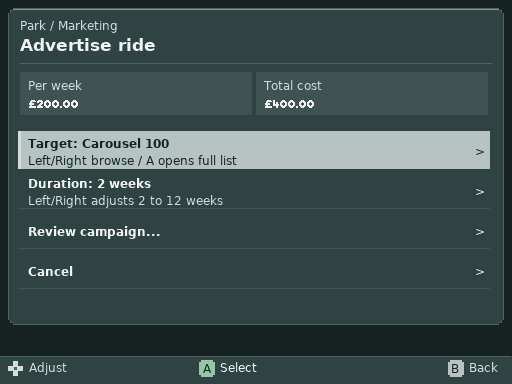 Park / Marketing
Advertise ride
Per week
£200.00
Total cost
£400.00
Target: Carousel 100
Left/Right browse / A opens full list
>
Duration: 2 weeks
Left/Right adjusts 2 to 12 weeks
>
Review campaign...
>
Cancel
>
Adjust
A Select
B Back